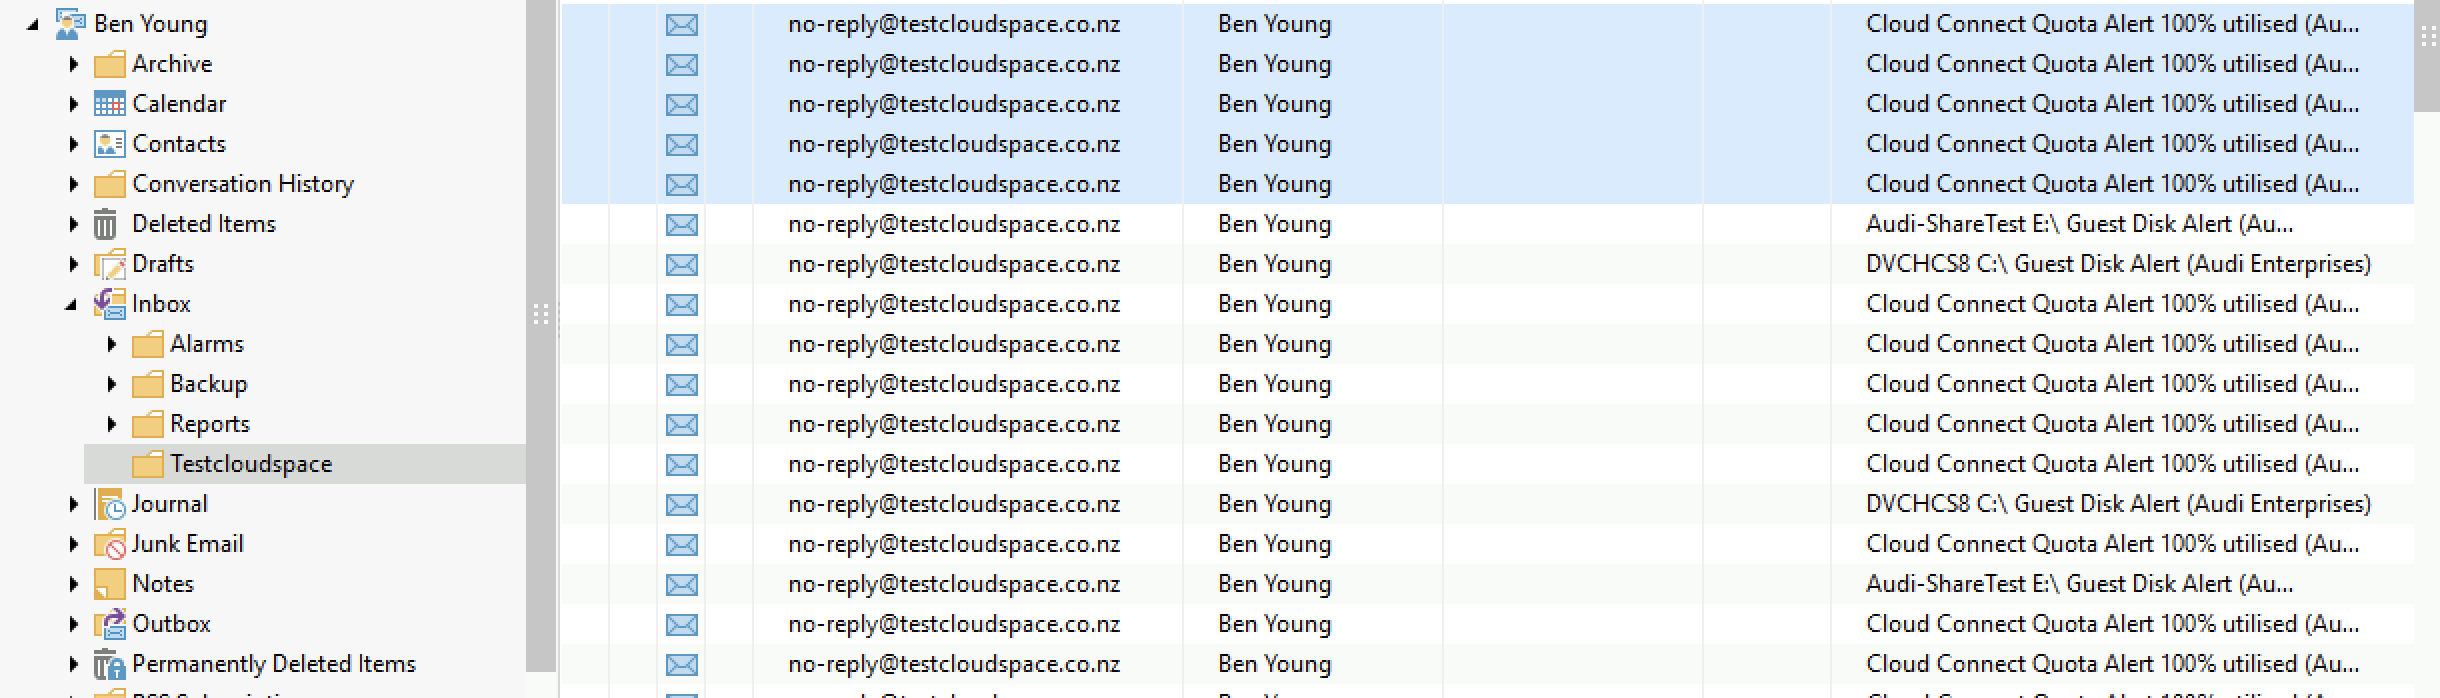 Ben Young
Archive
Calendar
Contacts
Conversation History
Deleted Items
Drafts
Inbox
Alarms
Backup
Reports
Testcloudspace
Journal
Junk Email
Notes
Outbox
Permanently Deleted Items
no-reply@testcloudspace.co.nz Ben Young Cloud Connect Quota Alert 100% utilised (Au...
no-reply@testcloudspace.co.nz Ben Young Cloud Connect Quota Alert 100% utilised (Au...
no-reply@testcloudspace.co.nz Ben Young Cloud Connect Quota Alert 100% utilised (Au...
no-reply@testcloudspace.co.nz Ben Young Cloud Connect Quota Alert 100% utilised (Au...
no-reply@testcloudspace.co.nz Ben Young Cloud Connect Quota Alert 100% utilised (Au...
no-reply@testcloudspace.co.nz Ben Young Audi-ShareTest E:\ Guest Disk Alert (Au...
no-reply@testcloudspace.co.nz Ben Young DVCHCS8 C:\ Guest Disk Alert (Audi Enterprises)
no-reply@testcloudspace.co.nz Ben Young Cloud Connect Quota Alert 100% utilised (Au...
no-reply@testcloudspace.co.nz Ben Young Cloud Connect Quota Alert 100% utilised (Au...
no-reply@testcloudspace.co.nz Ben Young Cloud Connect Quota Alert 100% utilised (Au...
no-reply@testcloudspace.co.nz Ben Young Cloud Connect Quota Alert 100% utilised (Au...
no-reply@testcloudspace.co.nz Ben Young Cloud Connect Quota Alert 100% utilised (Au...
no-reply@testcloudspace.co.nz Ben Young DVCHCS8 C:\ Guest Disk Alert (Audi Enterprises)
no-reply@testcloudspace.co.nz Ben Young Cloud Connect Quota Alert 100% utilised (Au...
no-reply@testcloudspace.co.nz Ben Young Audi-ShareTest E:\ Guest Disk Alert (Au...
no-reply@testcloudspace.co.nz Ben Young Cloud Connect Quota Alert 100% utilised (Au...
no-reply@testcloudspace.co.nz Ben Young Cloud Connect Quota Alert 100% utilised (Au...